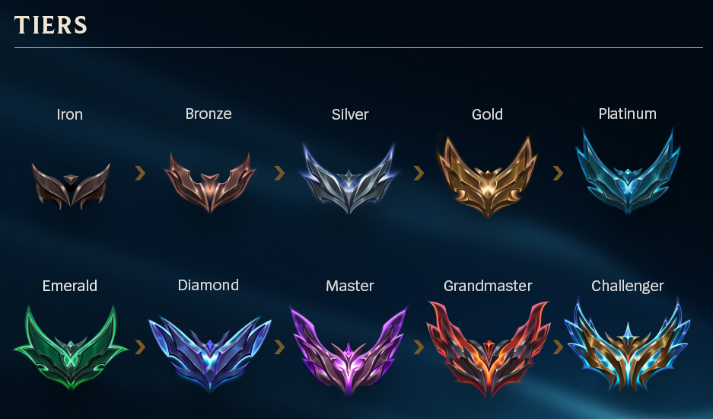 TIERS
Iron Bronze Silver Gold Platinum
Emerald Diamond Master Grandmaster Challenger